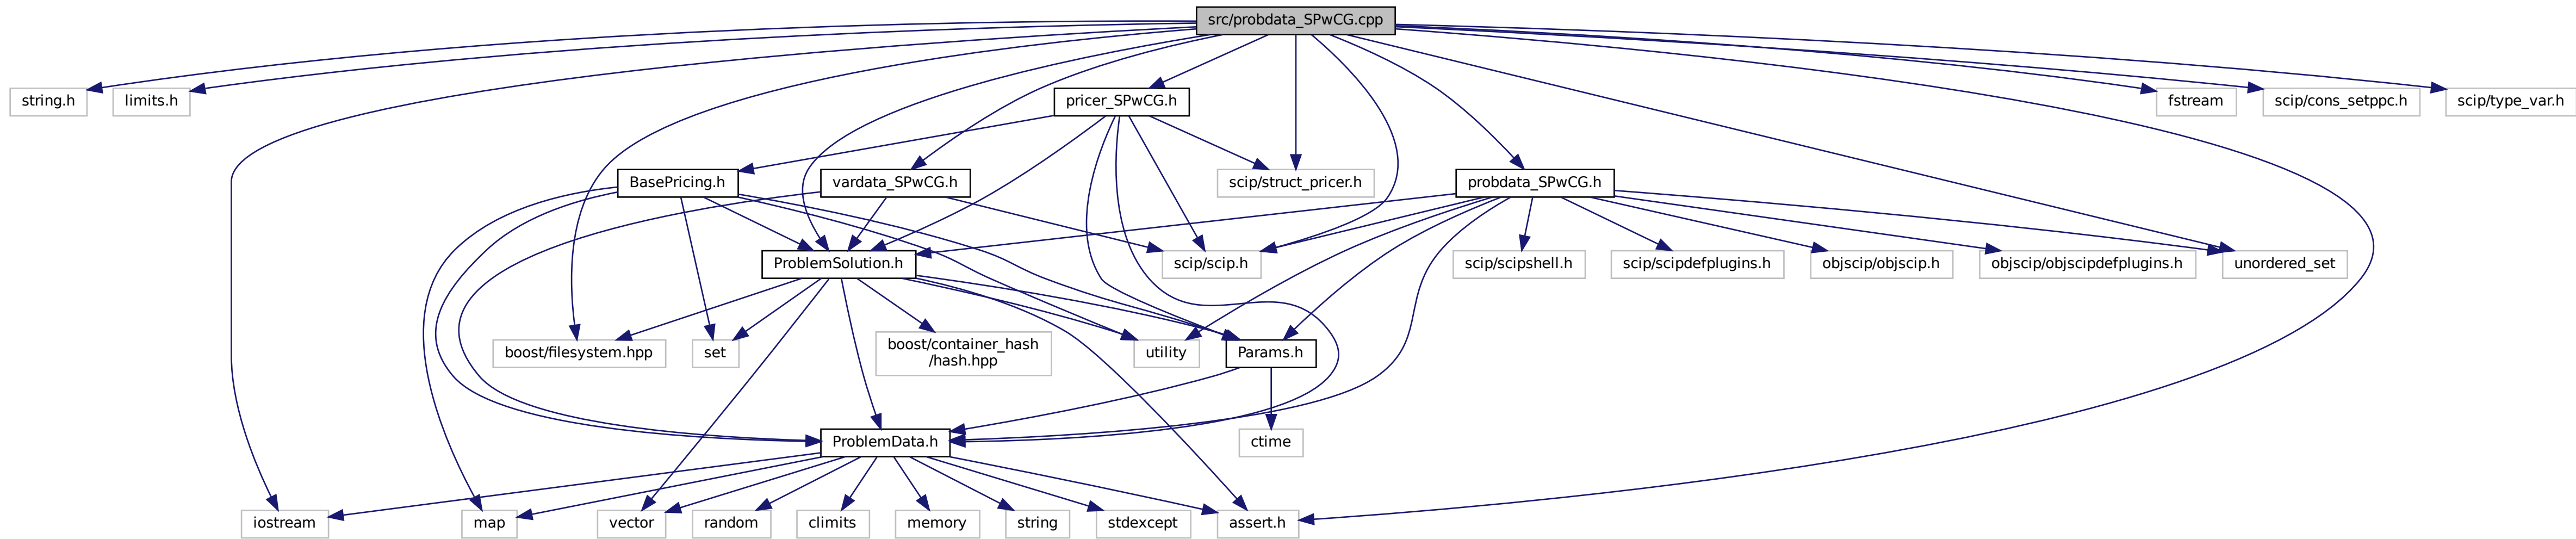 src/probdata_SPwCG.cpp
string.h
limits.h
pricer_SPwCG.h
fstream
scip/cons_setppc.h
scip/type_var.h
BasePricing.h
vardata_SPwCG.h
scip/struct_pricer.h
probdata_SPwCG.h
ProblemSolution.h
scip/scip.h
scip/scipshell.h
scip/scipdefplugins.h
objscip/objscip.h
objscip/objscipdefplugins.h
unordered_set
boost/filesystem.hpp
set
boost/container_hash
/hash.hpp
utility
Params.h
ProblemData.h
ctime
iostream
map
vector
random
climits
memory
string
stdexcept
assert.h